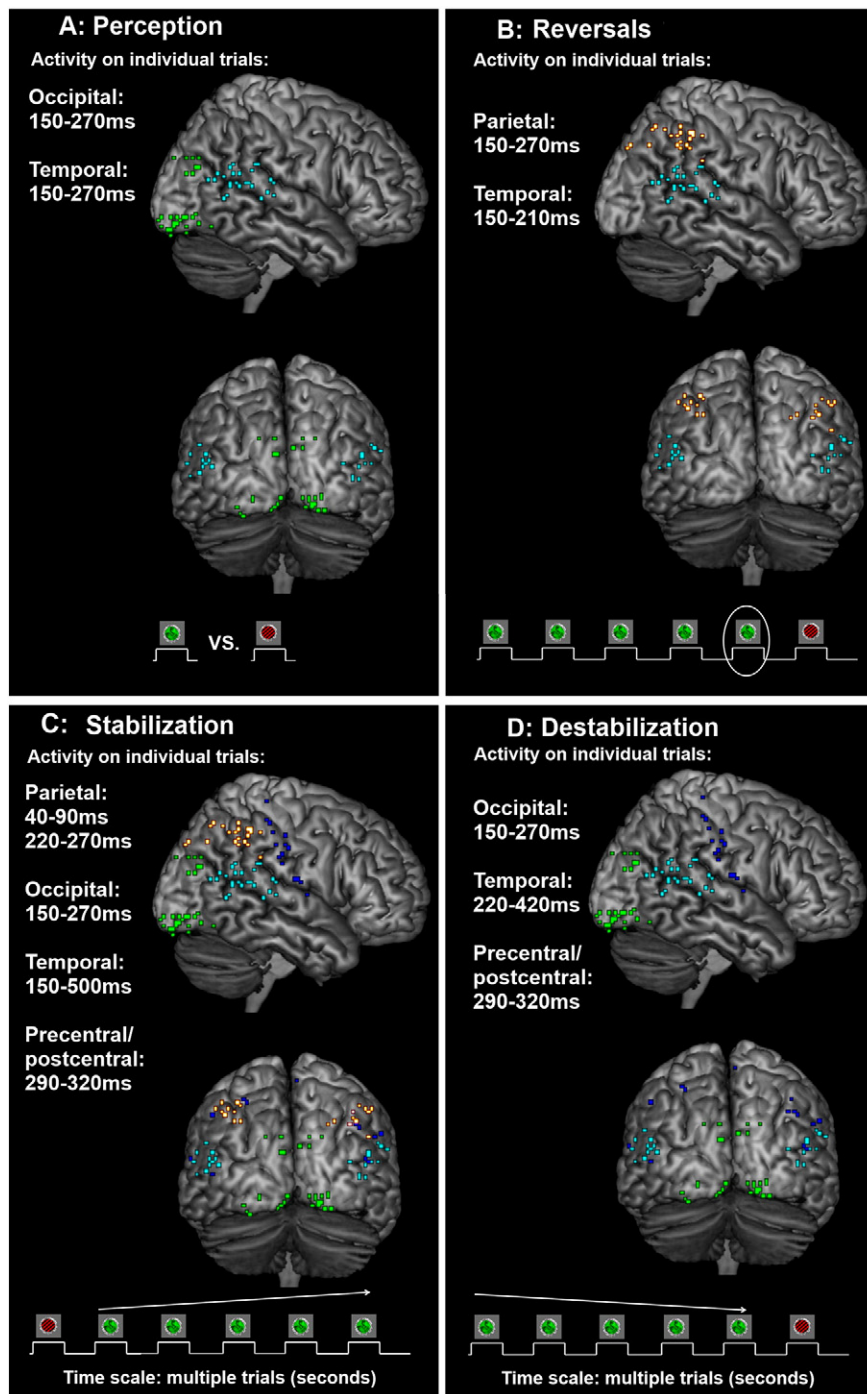 A: Perception
Activity on individual trials:
Occipital:
150-270ms
Temporal:
150-270ms
VS.
B: Reversals
Activity on individual trials:
Parietal:
150-270ms
Temporal:
150-210ms
C: Stabilization
Activity on individual trials:
Parietal:
40-90ms
220-270ms
Occipital:
150-270ms
Temporal:
150-500ms
Precentral/
postcentral:
290-320ms
Time scale: multiple trials (seconds)
D: Destabilization
Activity on individual trials:
Occipital:
150-270ms
Temporal:
220-420ms
Precentral/
postcentral:
290-320ms
Time scale: multiple trials (seconds)